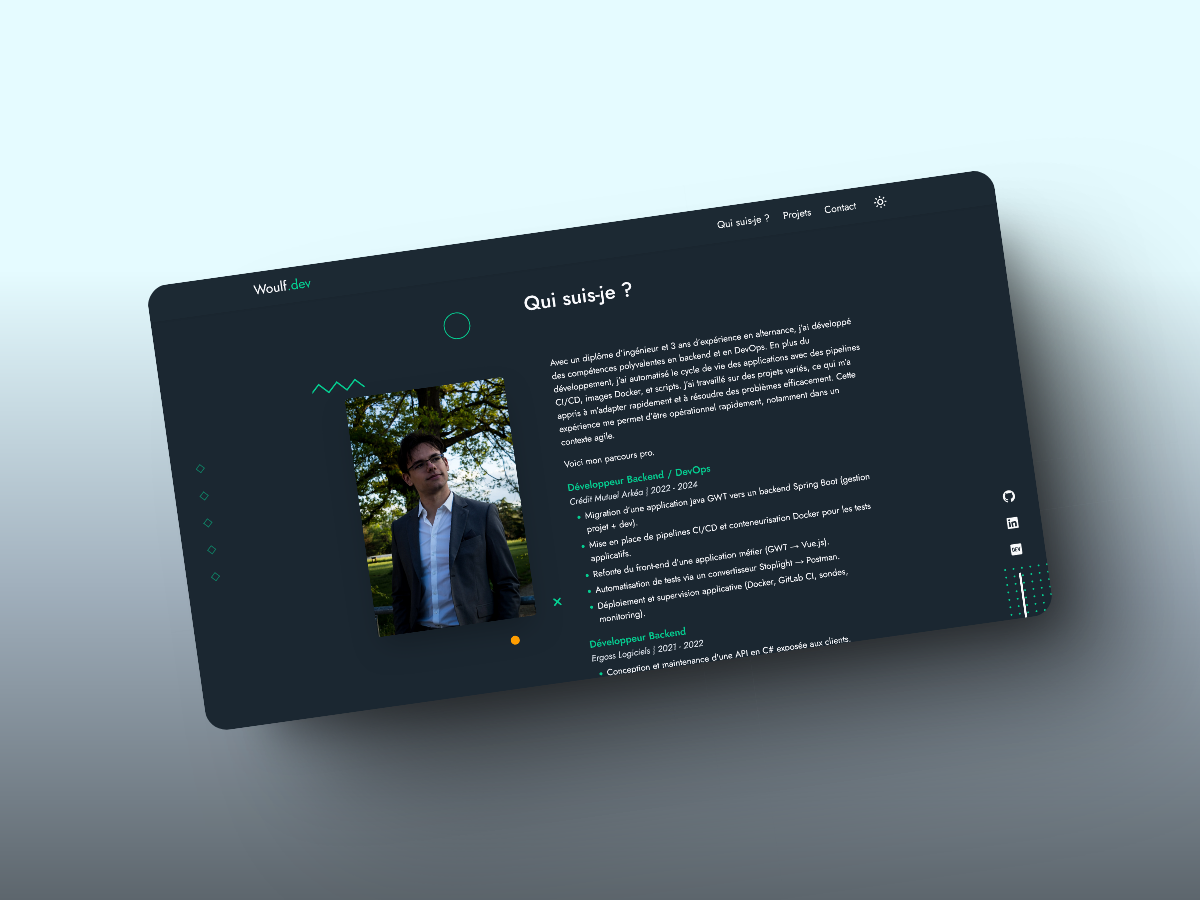 Woulf.dev
Qui suis-je ? Projets Contact
Qui suis-je ?
Avec un diplôme d'ingénieur et 3 ans d'expérience en alternance, j'ai développé
des compétences polyvalentes en backend et en DevOps. En plus du
développement, j'ai automatisé le cycle de vie des applications avec des pipelines
CI/CD, images Docker, et scripts. J'ai travaillé sur des projets variés, ce qui m'a
appris à m'adapter rapidement et à résoudre des problèmes efficacement. Cette
expérience me permet d'être opérationnel rapidement, notamment dans un
contexte agile.
Voici mon parcours pro.
Développeur Backend / DevOps
Crédit Mutuel Arkéa | 2022 - 2024
• Migration d'une application java GWT vers un backend Spring Boot (gestion
projet + dev).
• Mise en place de pipelines CI/CD et conteneurisation Docker pour les tests
applicatifs.
• Refonte du front-end d'une application métier (GWT → Vue.js).
• Automatisation de tests via un convertisseur Stoplight → Postman.
• Déploiement et supervision applicative (Docker, GitLab CI, sondes,
monitoring).
Développeur Backend
Ergoss Logiciels | 2021 - 2022
• Conception et maintenance d'une API en C# exposée aux clients.
in
DEV